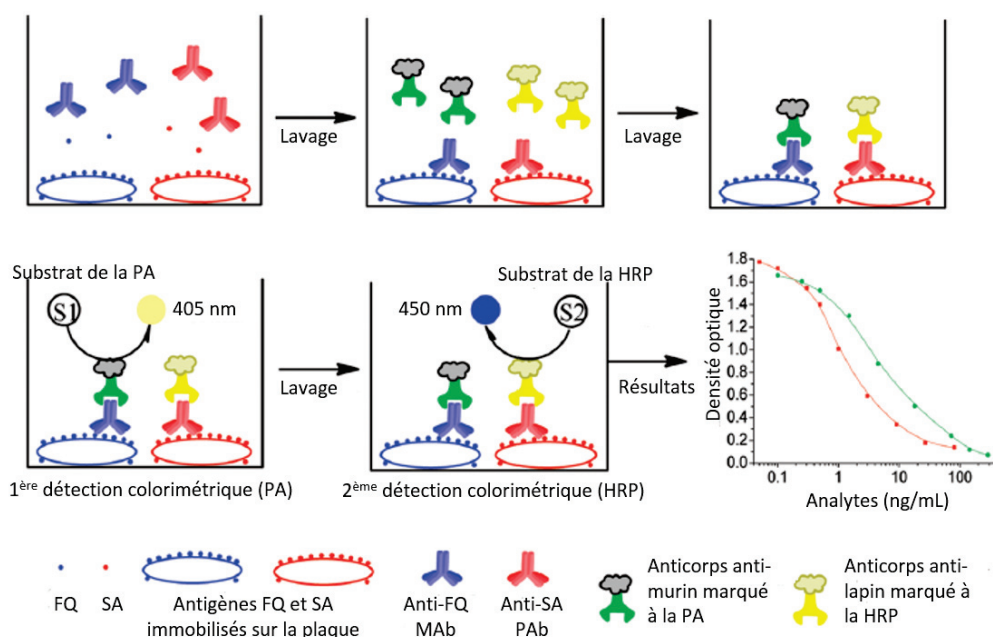 Lavage
Lavage
Substrat de la PA
S1
405 nm
1ère détection colorimétrique (PA)
Lavage
Substrat de la HRP
450 nm
S2
2ème détection colorimétrique (HRP)
Résultats
Densité optique
1.8
1.6
1.4
1.2
1.0
0.8
0.6
0.4
0.2
0.0
0.1
1
10
100
Analytes (ng/mL)
FQ
SA
Antigènes FQ et SA
immobilisés sur la plaque
Anti-FQ
MAb
Anti-SA
PAb
Anticorps anti-
murin marqué
à la PA
Anticorps anti-
lapin marqué à
la HRP